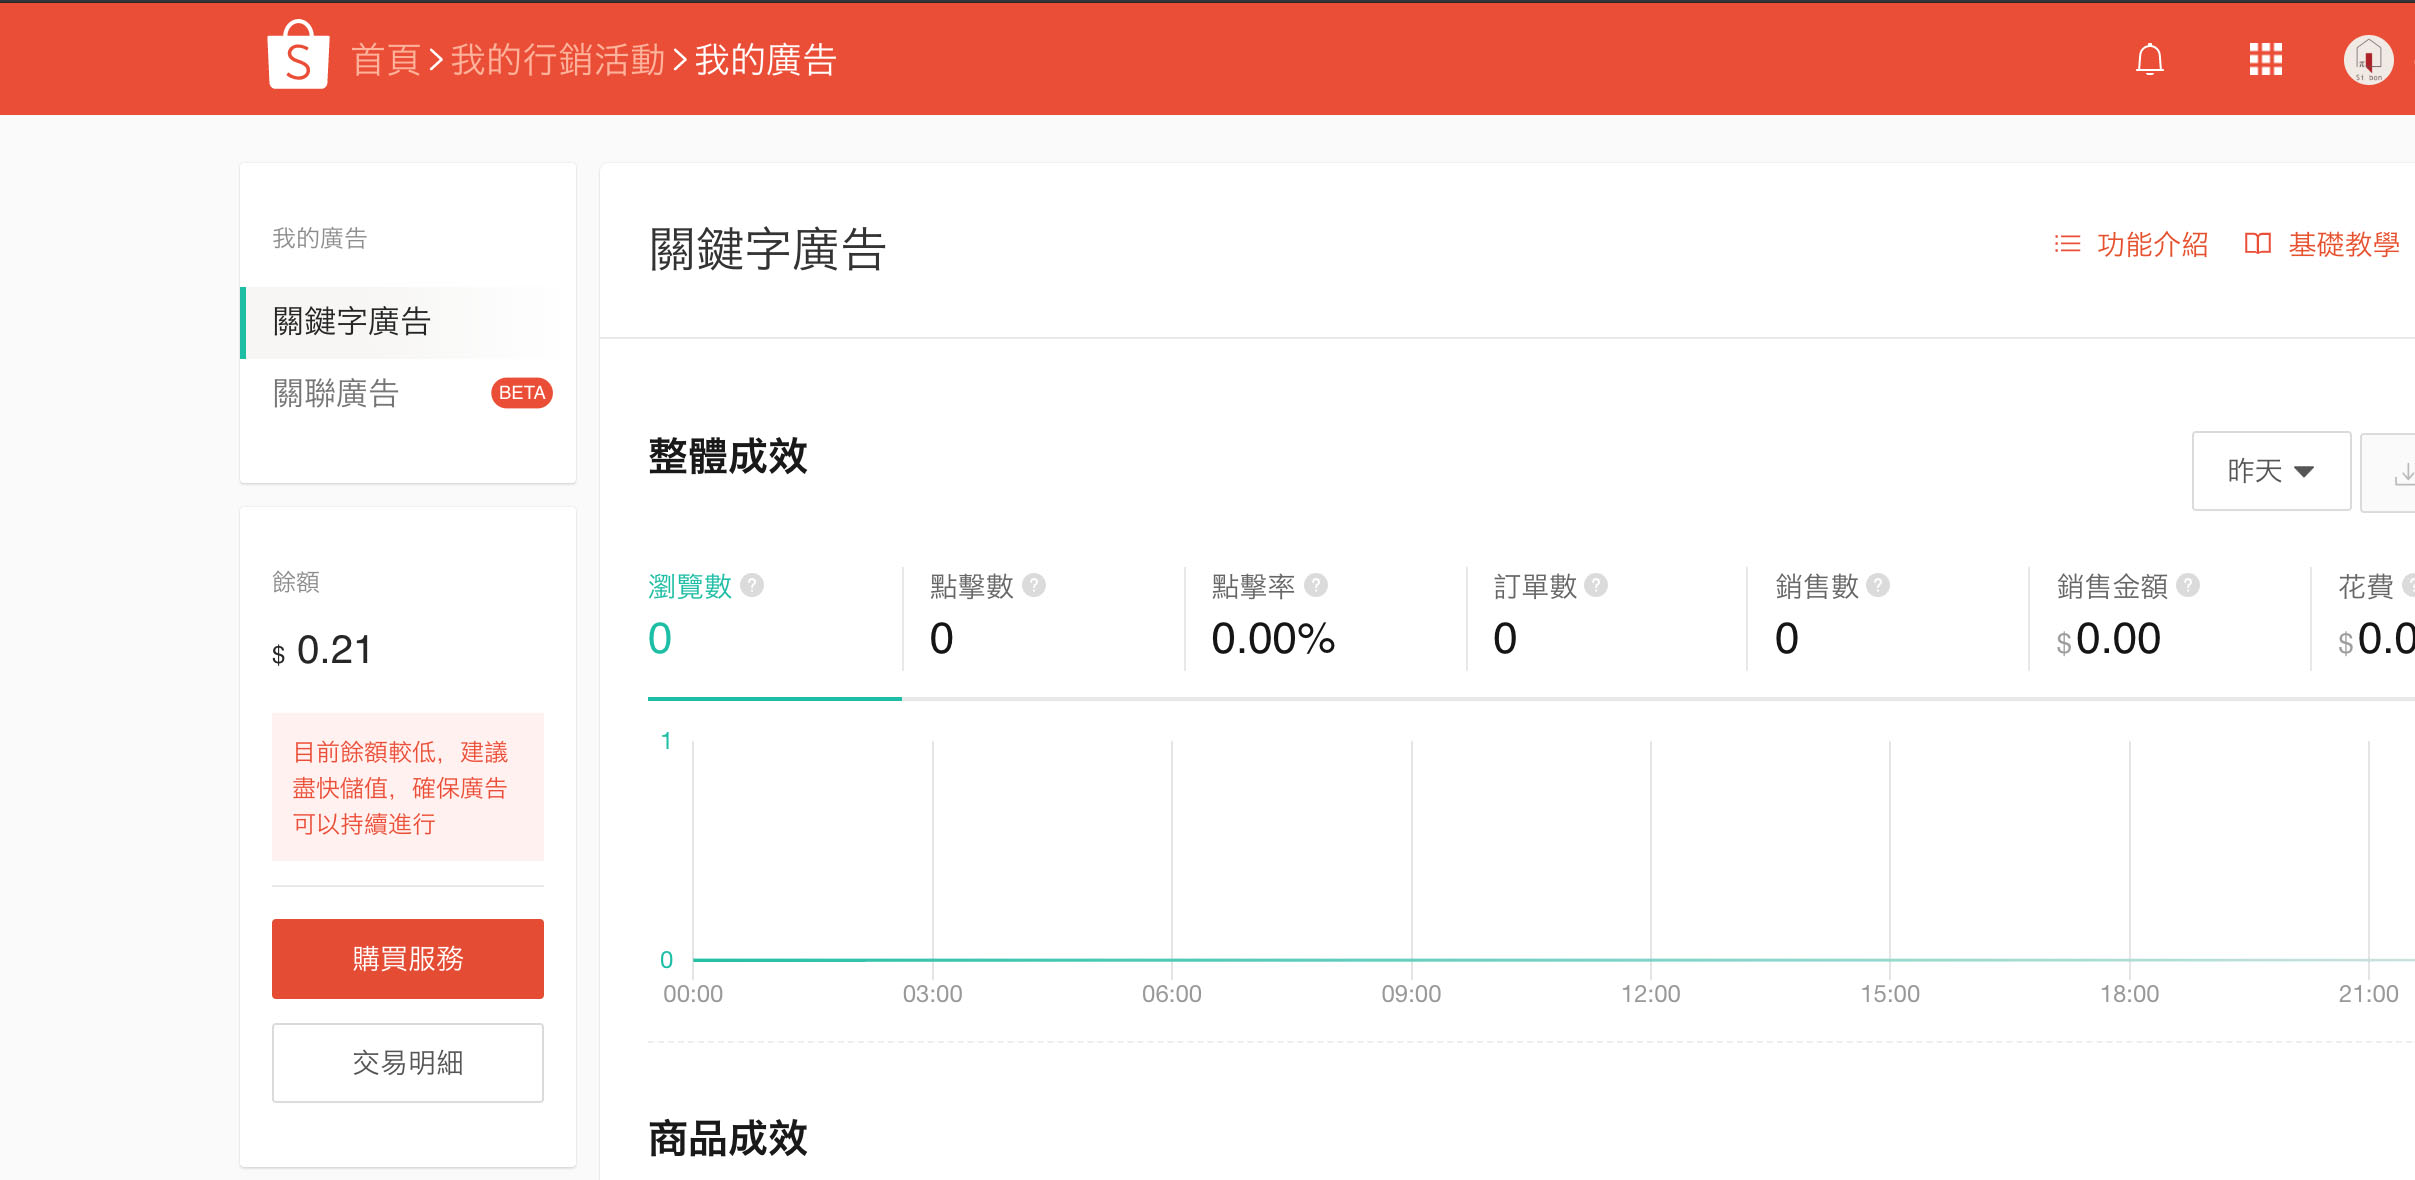 首頁 > 我的行銷活動 > 我的廣告
我的廣告
關鍵字廣告
關聯廣告 BETA
餘額
$ 0.21
目前餘額較低，建議
盡快儲值，確保廣告
可以持續進行
購買服務
交易明細
關鍵字廣告
功能介紹 基礎教學
整體成效
昨天
瀏覽數 點擊數 點擊率 訂單數 銷售數 銷售金額 花費
0 0 0.00% 0 0 $0.00 $0.0
1
0
00:00 03:00 06:00 09:00 12:00 15:00 18:00 21:00
商品成效